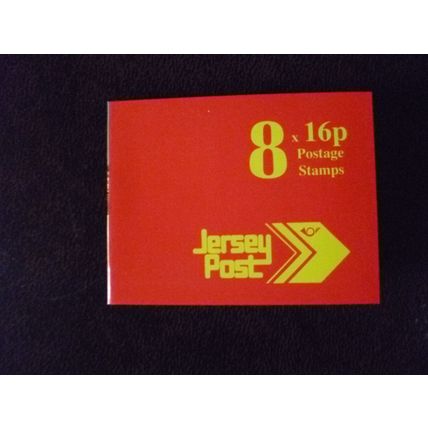 8 x 16p
Postage
Stamps
Jersey
Post